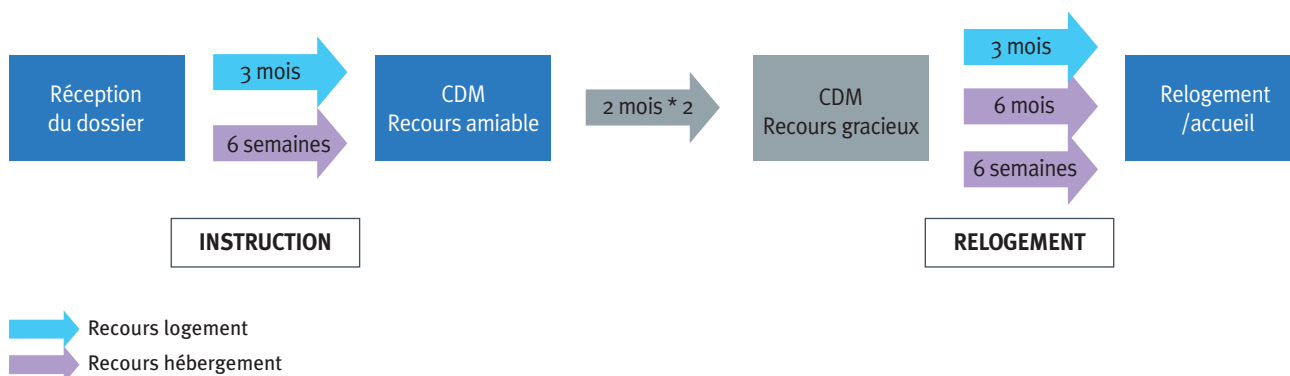 Réception
du dossier
3 mois
6 semaines
CDM
Recours amiable
2 mois * 2
CDM
Recours gracieux
3 mois
6 mois
6 semaines
Relogement
/accueil
INSTRUCTION
RELOGEMENT
Recours logement
Recours hébergement